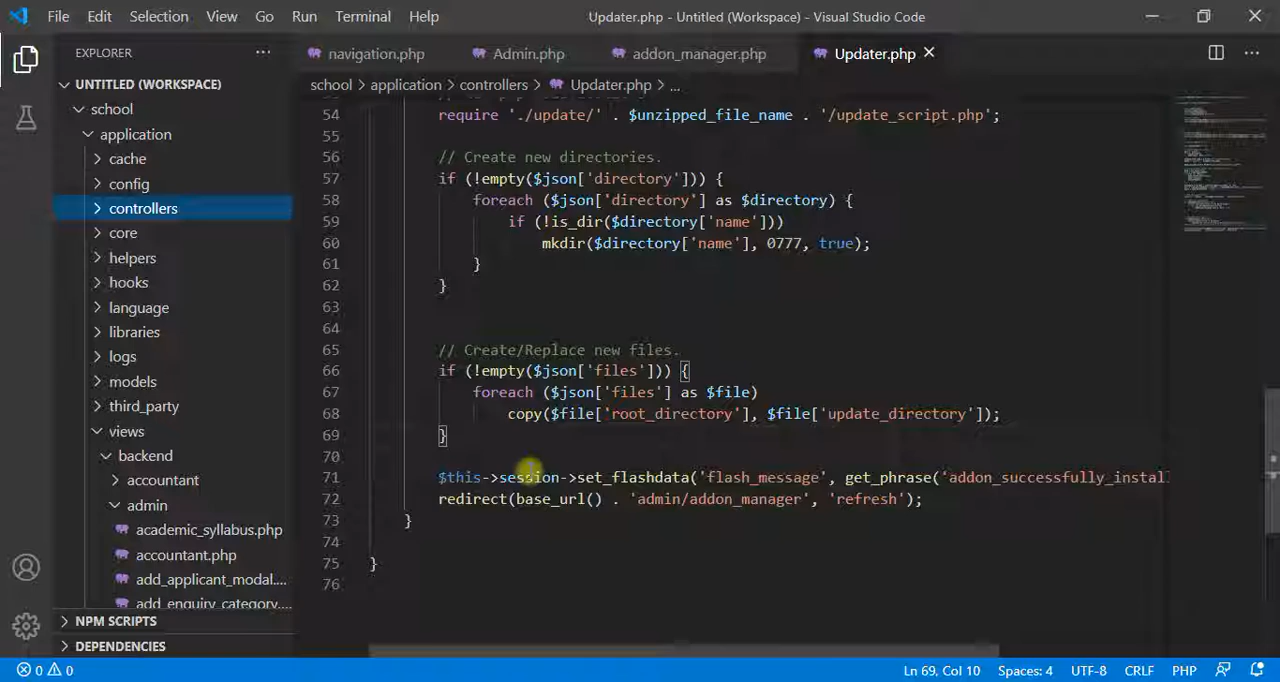 File Edit Selection View Go Run Terminal Help Updater.php - Untitled (Workspace) - Visual Studio Code
EXPLORER
navigation.php Admin.php addon_manager.php Updater.php
UNTITLED (WORKSPACE)
school > application > controllers > Updater.php > ...
school
application
cache
config
controllers
core
helpers
hooks
language
libraries
logs
models
third_party
views
backend
accountant
admin
academic_syllabus.php
accountant.php
add_applicant_modal....
add_enquiry_category....
NPM SCRIPTS
DEPENDENCIES
54 require './update/' . $unzipped_file_name . '/update_script.php';
55
56 // Create new directories.
57 if (!empty($json['directory'])) {
58 foreach ($json['directory'] as $directory) {
59 if (!is_dir($directory['name']))
60 mkdir($directory['name'], 0777, true);
61 }
62 }
63
64
65 // Create/Replace new files.
66 if (!empty($json['files'])) {
67 foreach ($json['files'] as $file)
68 copy($file['root_directory'], $file['update_directory']);
69 }
70
71 $this->session->set_flashdata('flash_message', get_phrase('addon_successfully_install
72 redirect(base_url() . 'admin/addon_manager', 'refresh');
73 }
74
75 }
76
0 0 Ln 69, Col 10 Spaces: 4 UTF-8 CRLF PHP